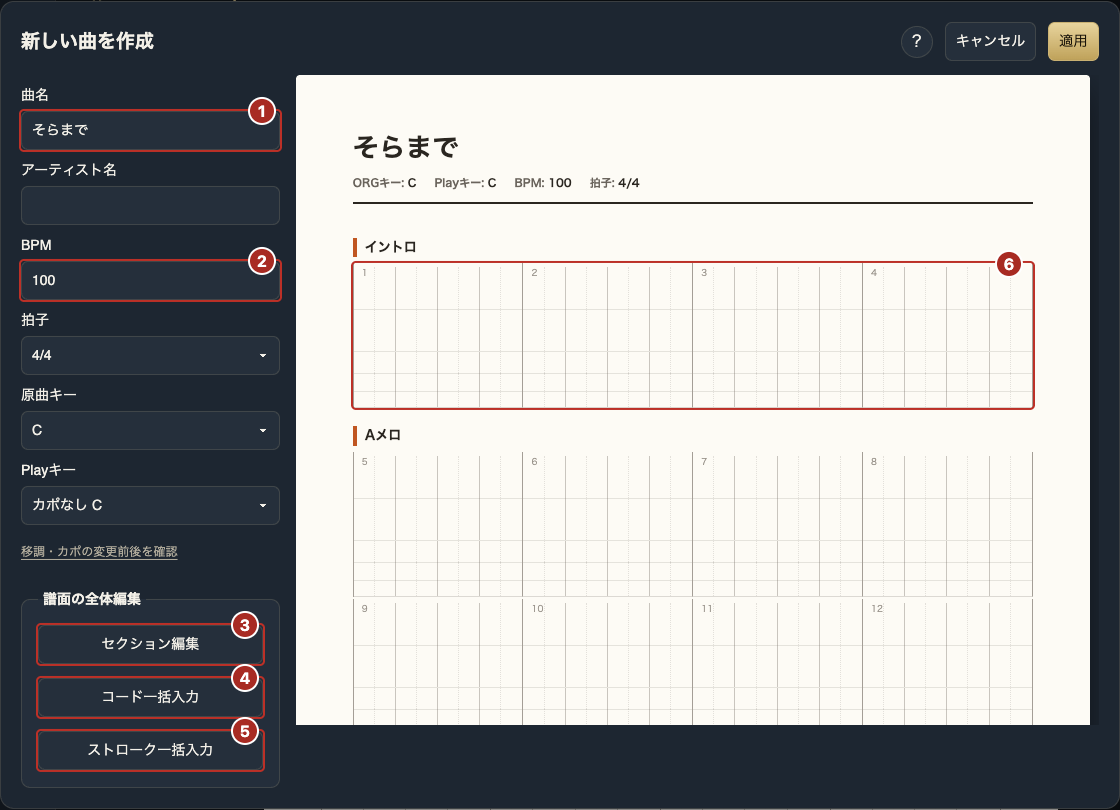 新しい曲を作成
? キャンセル 適用
曲名
1
そらまで
アーティスト名
BPM
2
100
拍子
4/4
原曲キー
C
Playキー
カポなし C
移調・カポの変更前後を確認
譜面の全体編集
3
セクション編集
4
コード一括入力
5
ストローク一括入力
そらまで
ORGキー: C Playキー: C BPM: 100 拍子: 4/4
イントロ
6
1 2 3 4
Aメロ
5 6 7 8
9 10 11 12